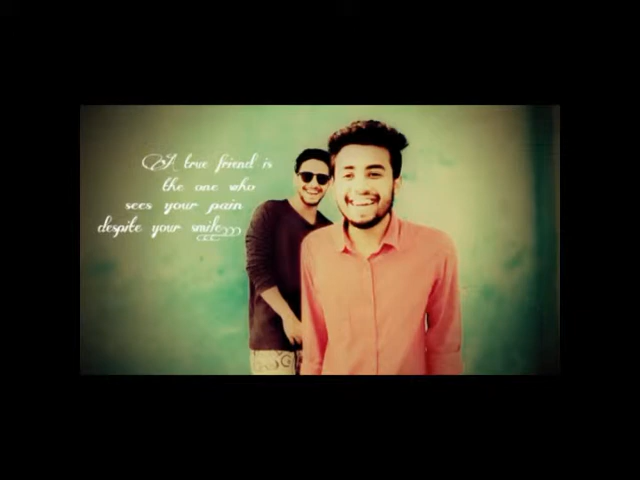 A true friend is
the one who
sees your pain
despite your smile